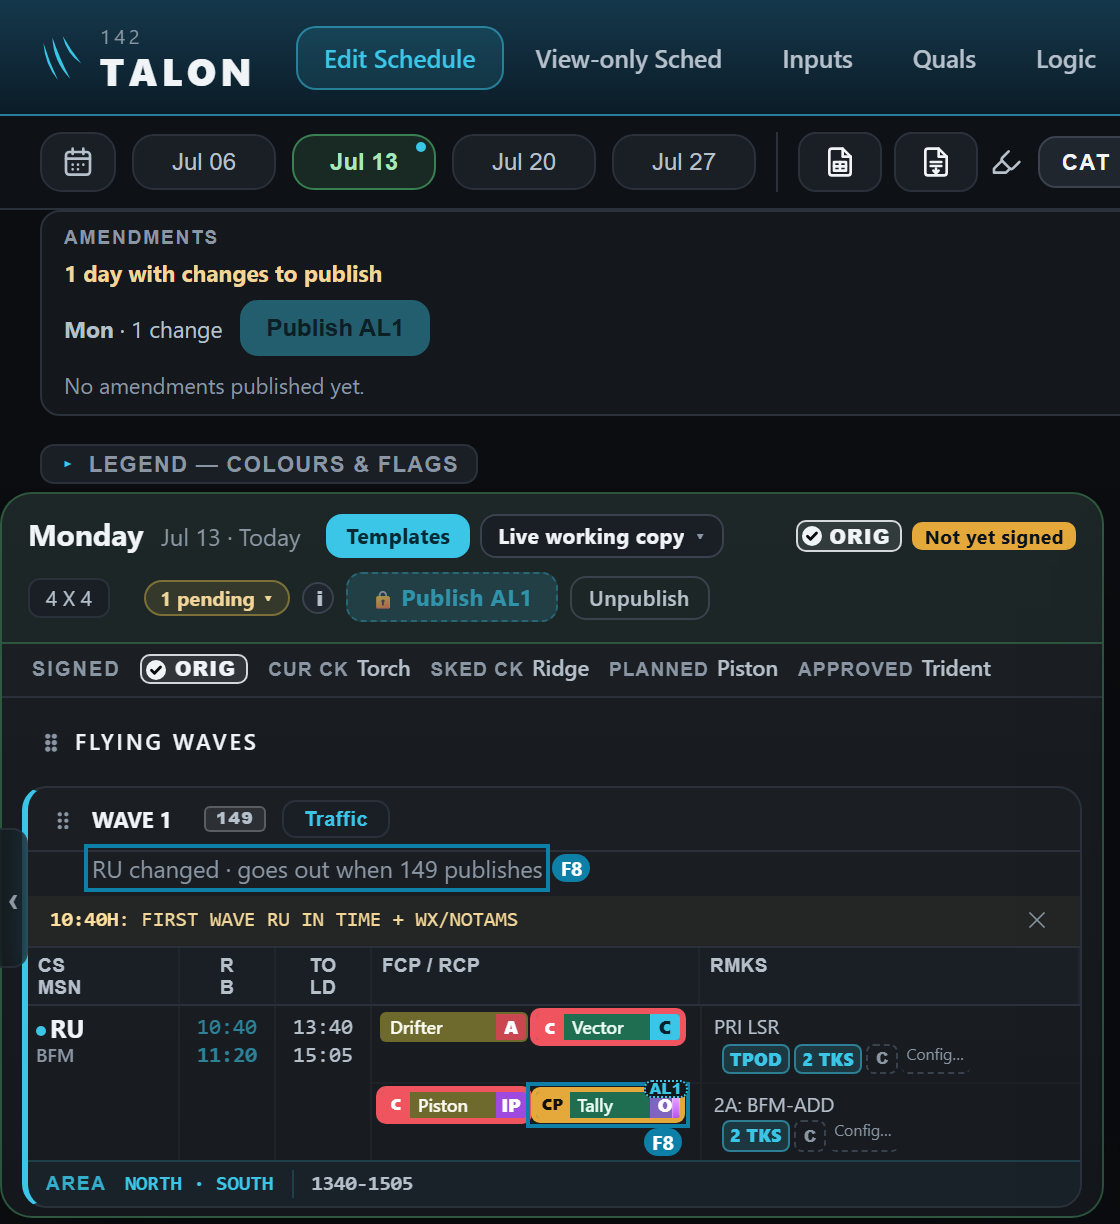 142
TALON
Edit Schedule
View-only Sched
Inputs
Quals
Logic
Jul 06
Jul 13
Jul 20
Jul 27
CAT
AMENDMENTS
1 day with changes to publish
Mon · 1 change
Publish AL1
No amendments published yet.
LEGEND — COLOURS & FLAGS
Monday
Jul 13 · Today
Templates
Live working copy
ORIG
Not yet signed
4 X 4
1 pending
i
Publish AL1
Unpublish
SIGNED
ORIG
CUR CK Torch
SKED CK Ridge
PLANNED Piston
APPROVED Trident
FLYING WAVES
WAVE 1
149
Traffic
RU changed · goes out when 149 publishes
F8
10:40H: FIRST WAVE RU IN TIME + WX/NOTAMS
CS
MSN
R
B
TO
LD
FCP / RCP
RMKS
RU
BFM
10:40
11:20
13:40
15:05
Drifter A
C Vector C
PRI LSR
TPOD
2 TKS
C
Config...
C Piston IP
CP Tally O
AL1
F8
2A: BFM-ADD
2 TKS
C
Config...
AREA
NORTH · SOUTH
1340-1505